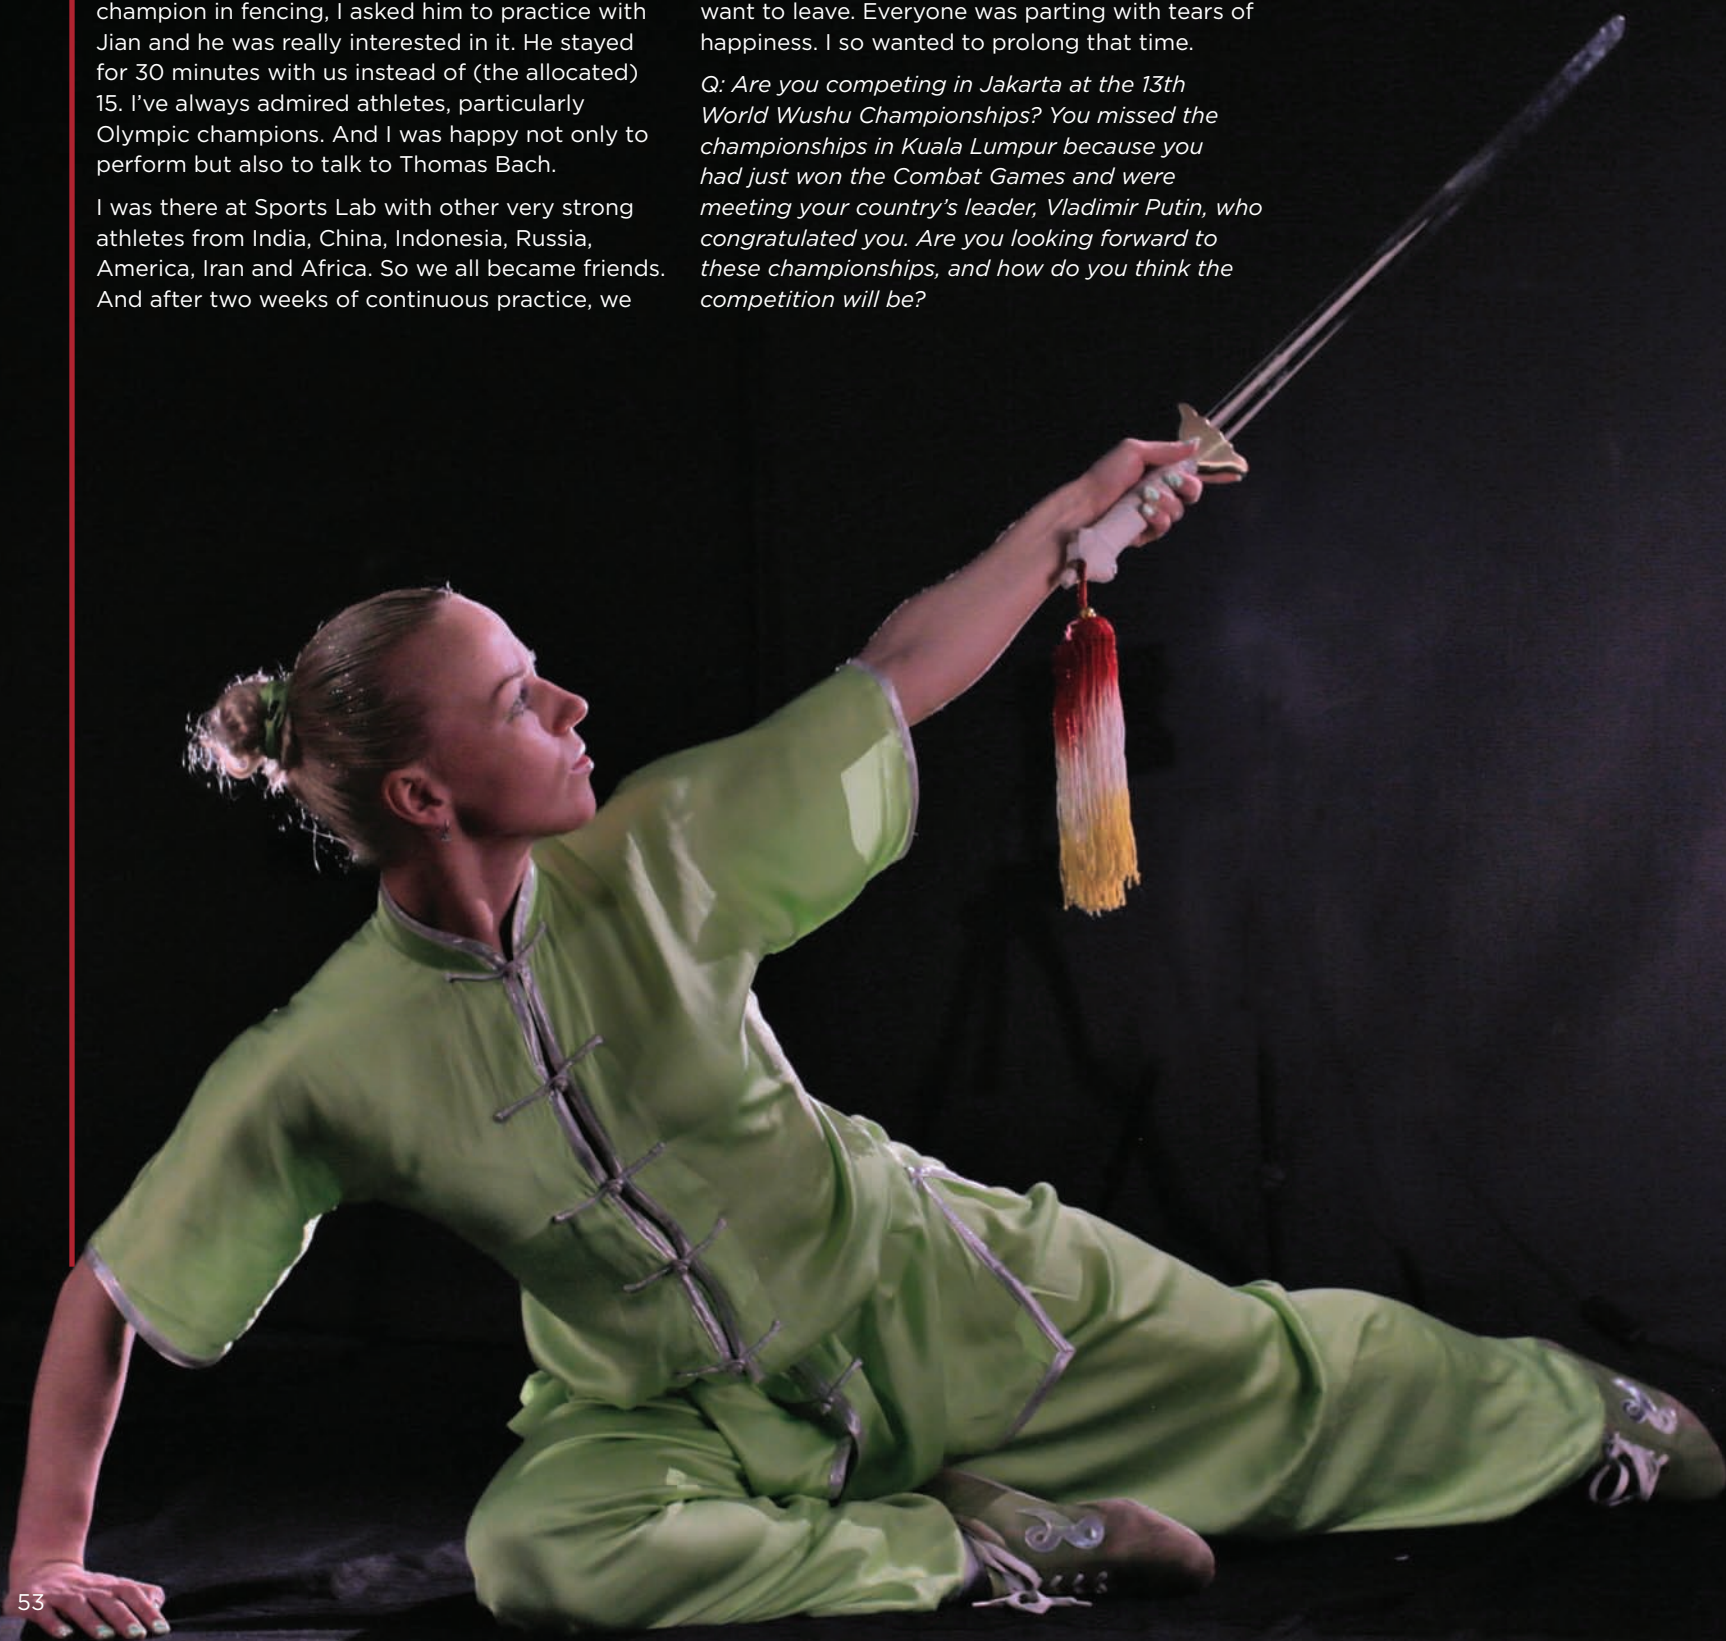 champion in fencing, I asked him to practice with
Jian and he was really interested in it. He stayed
for 30 minutes with us instead of (the allocated)
15. I’ve always admired athletes, particularly
Olympic champions. And I was happy not only to
perform but also to talk to Thomas Bach.
I was there at Sports Lab with other very strong
athletes from India, China, Indonesia, Russia,
America, Iran and Africa. So we all became friends.
And after two weeks of continuous practice, we
want to leave. Everyone was parting with tears of
happiness. I so wanted to prolong that time.
Q: Are you competing in Jakarta at the 13th
World Wushu Championships? You missed the
championships in Kuala Lumpur because you
had just won the Combat Games and were
meeting your country’s leader, Vladimir Putin, who
congratulated you. Are you looking forward to
these championships, and how do you think the
competition will be?
53